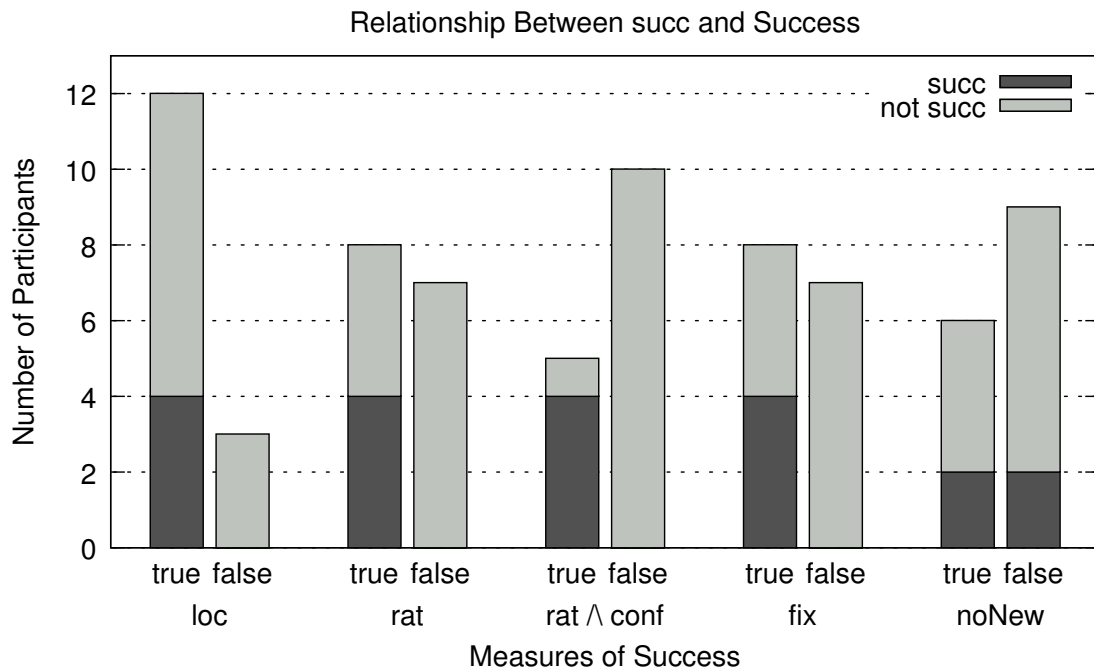 Relationship Between succ and Success
succ
not succ
12
10
8
6
4
2
0
Number of Participants
true false true false true false true false true false
loc rat rat /\ conf fix noNew
Measures of Success